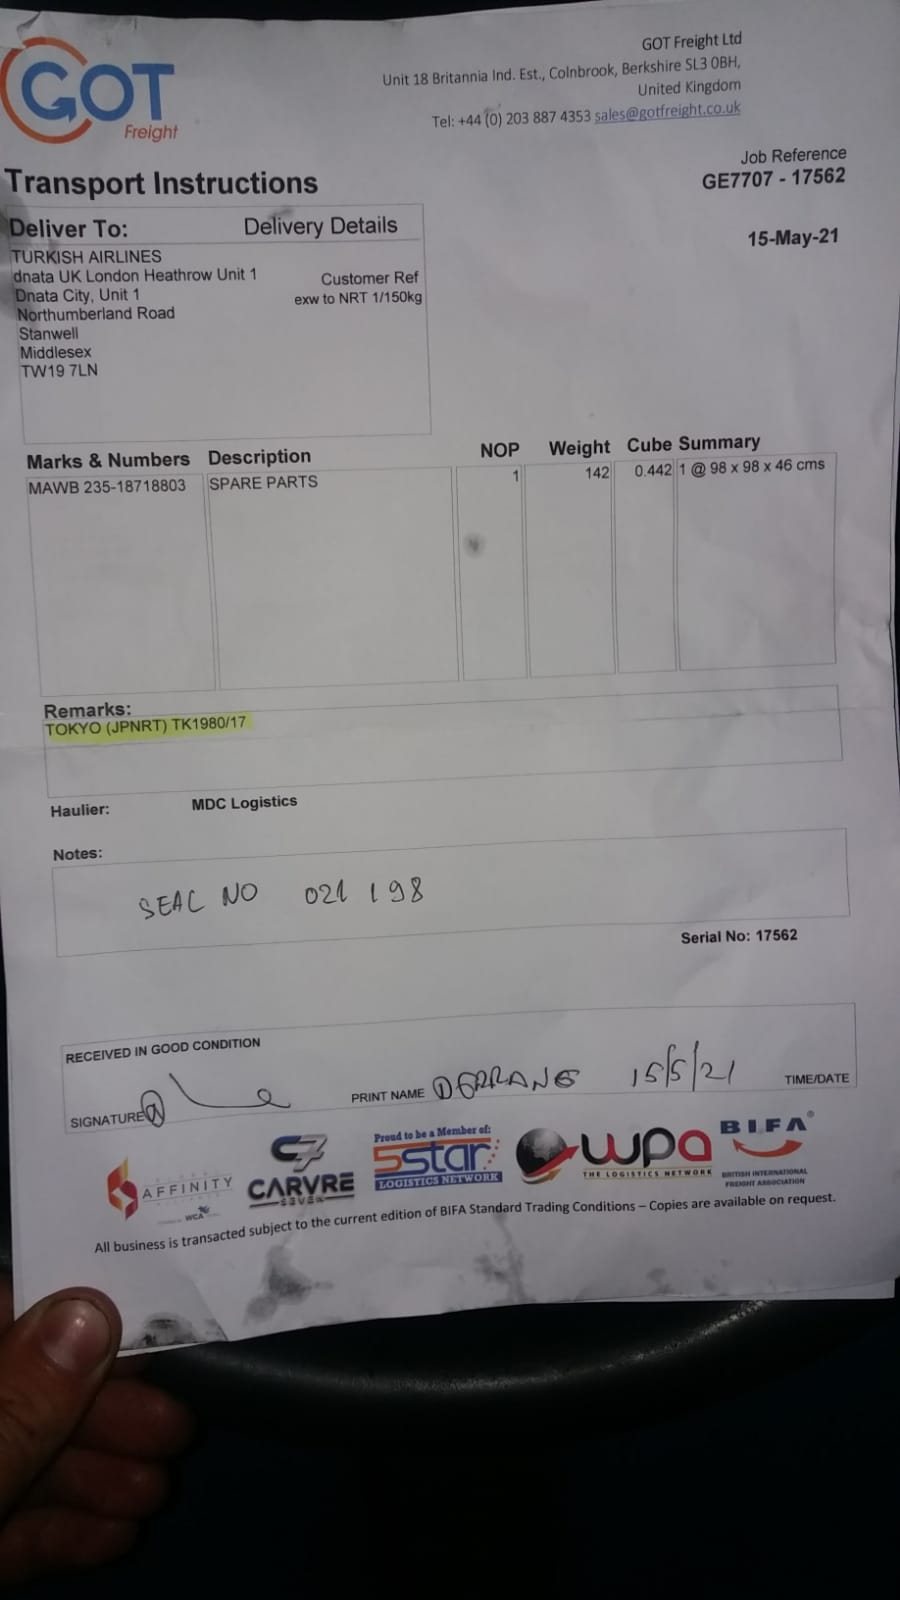 GOT
Freight
GOT Freight Ltd
Unit 18 Britannia Ind. Est., Colnbrook, Berkshire SL3 0BH,
United Kingdom
Tel: +44 (0) 203 887 4353 sales@gotfreight.co.uk
Transport Instructions
Job Reference
GE7707 - 17562
15-May-21
Deliver To: Delivery Details
TURKISH AIRLINES
dnata UK London Heathrow Unit 1
Dnata City, Unit 1
Northumberland Road
Stanwell
Middlesex
TW19 7LN
Customer Ref
exw to NRT 1/150kg
Marks & Numbers Description NOP Weight Cube Summary
MAWB 235-18718803 SPARE PARTS 1 142 0.442 1 @ 98 x 98 x 46 cms
Remarks:
TOKYO (JPNRT) TK1980/17
Haulier: MDC Logistics
Notes:
SEAL NO 021 198
Serial No: 17562
RECEIVED IN GOOD CONDITION
SIGNATURE PRINT NAME 15/5/21 TIME/DATE
AFFINITY
WCA
C7
CARVRE
SEVEN
Proud to be a Member of:
5star
LOGISTICS NETWORK
wpa
THE LOGISTICS NETWORK
BIFA®
BRITISH INTERNATIONAL
FREIGHT ASSOCIATION
All business is transacted subject to the current edition of BIFA Standard Trading Conditions – Copies are available on request.